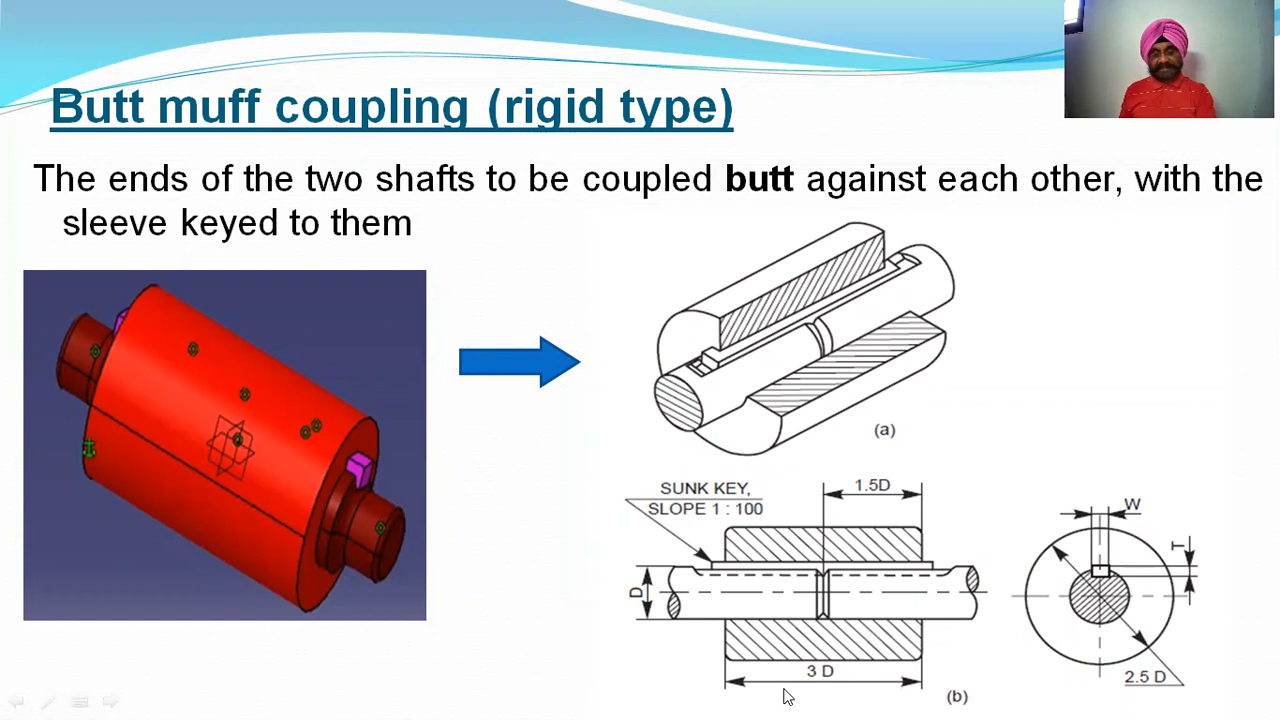 Butt muff coupling (rigid type)
The ends of the two shafts to be coupled butt against each other, with the
sleeve keyed to them
(a)
SUNK KEY,
SLOPE 1 : 100
1.5D
D
3 D
(b)
W
T
2.5 D